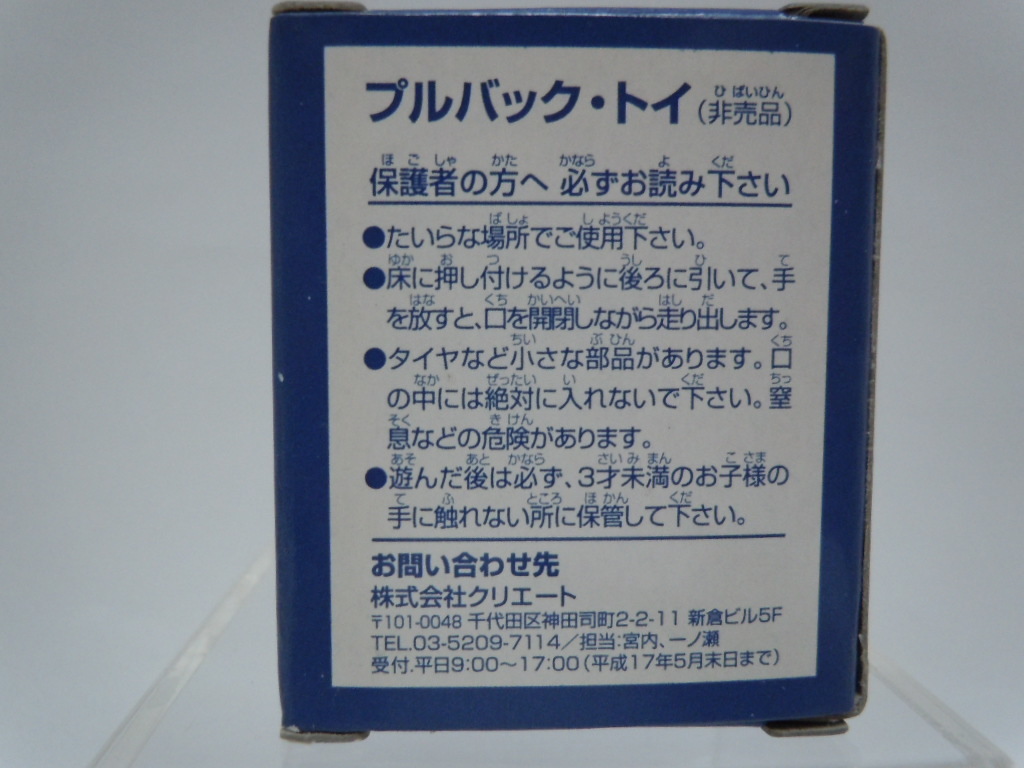 プルバック・トイ(非売品)
保護者の方へ 必ずお読み下さい
●たいらな場所でご使用下さい。
●床に押し付けるように後ろに引いて、手
を放すと、口を開閉しながら走り出します。
●タイヤなど小さな部品があります。口
の中には絶対に入れないで下さい。窒
息などの危険があります。
●遊んだ後は必ず、3才未満のお子様の
手に触れない所に保管して下さい。
お問い合わせ先
株式会社クリエート
〒101-0048 千代田区神田司町2-2-11 新倉ビル5F
TEL.03-5209-7114/担当:宮内、一ノ瀬
受付.平日9:00〜17:00(平成17年5月末日まで)